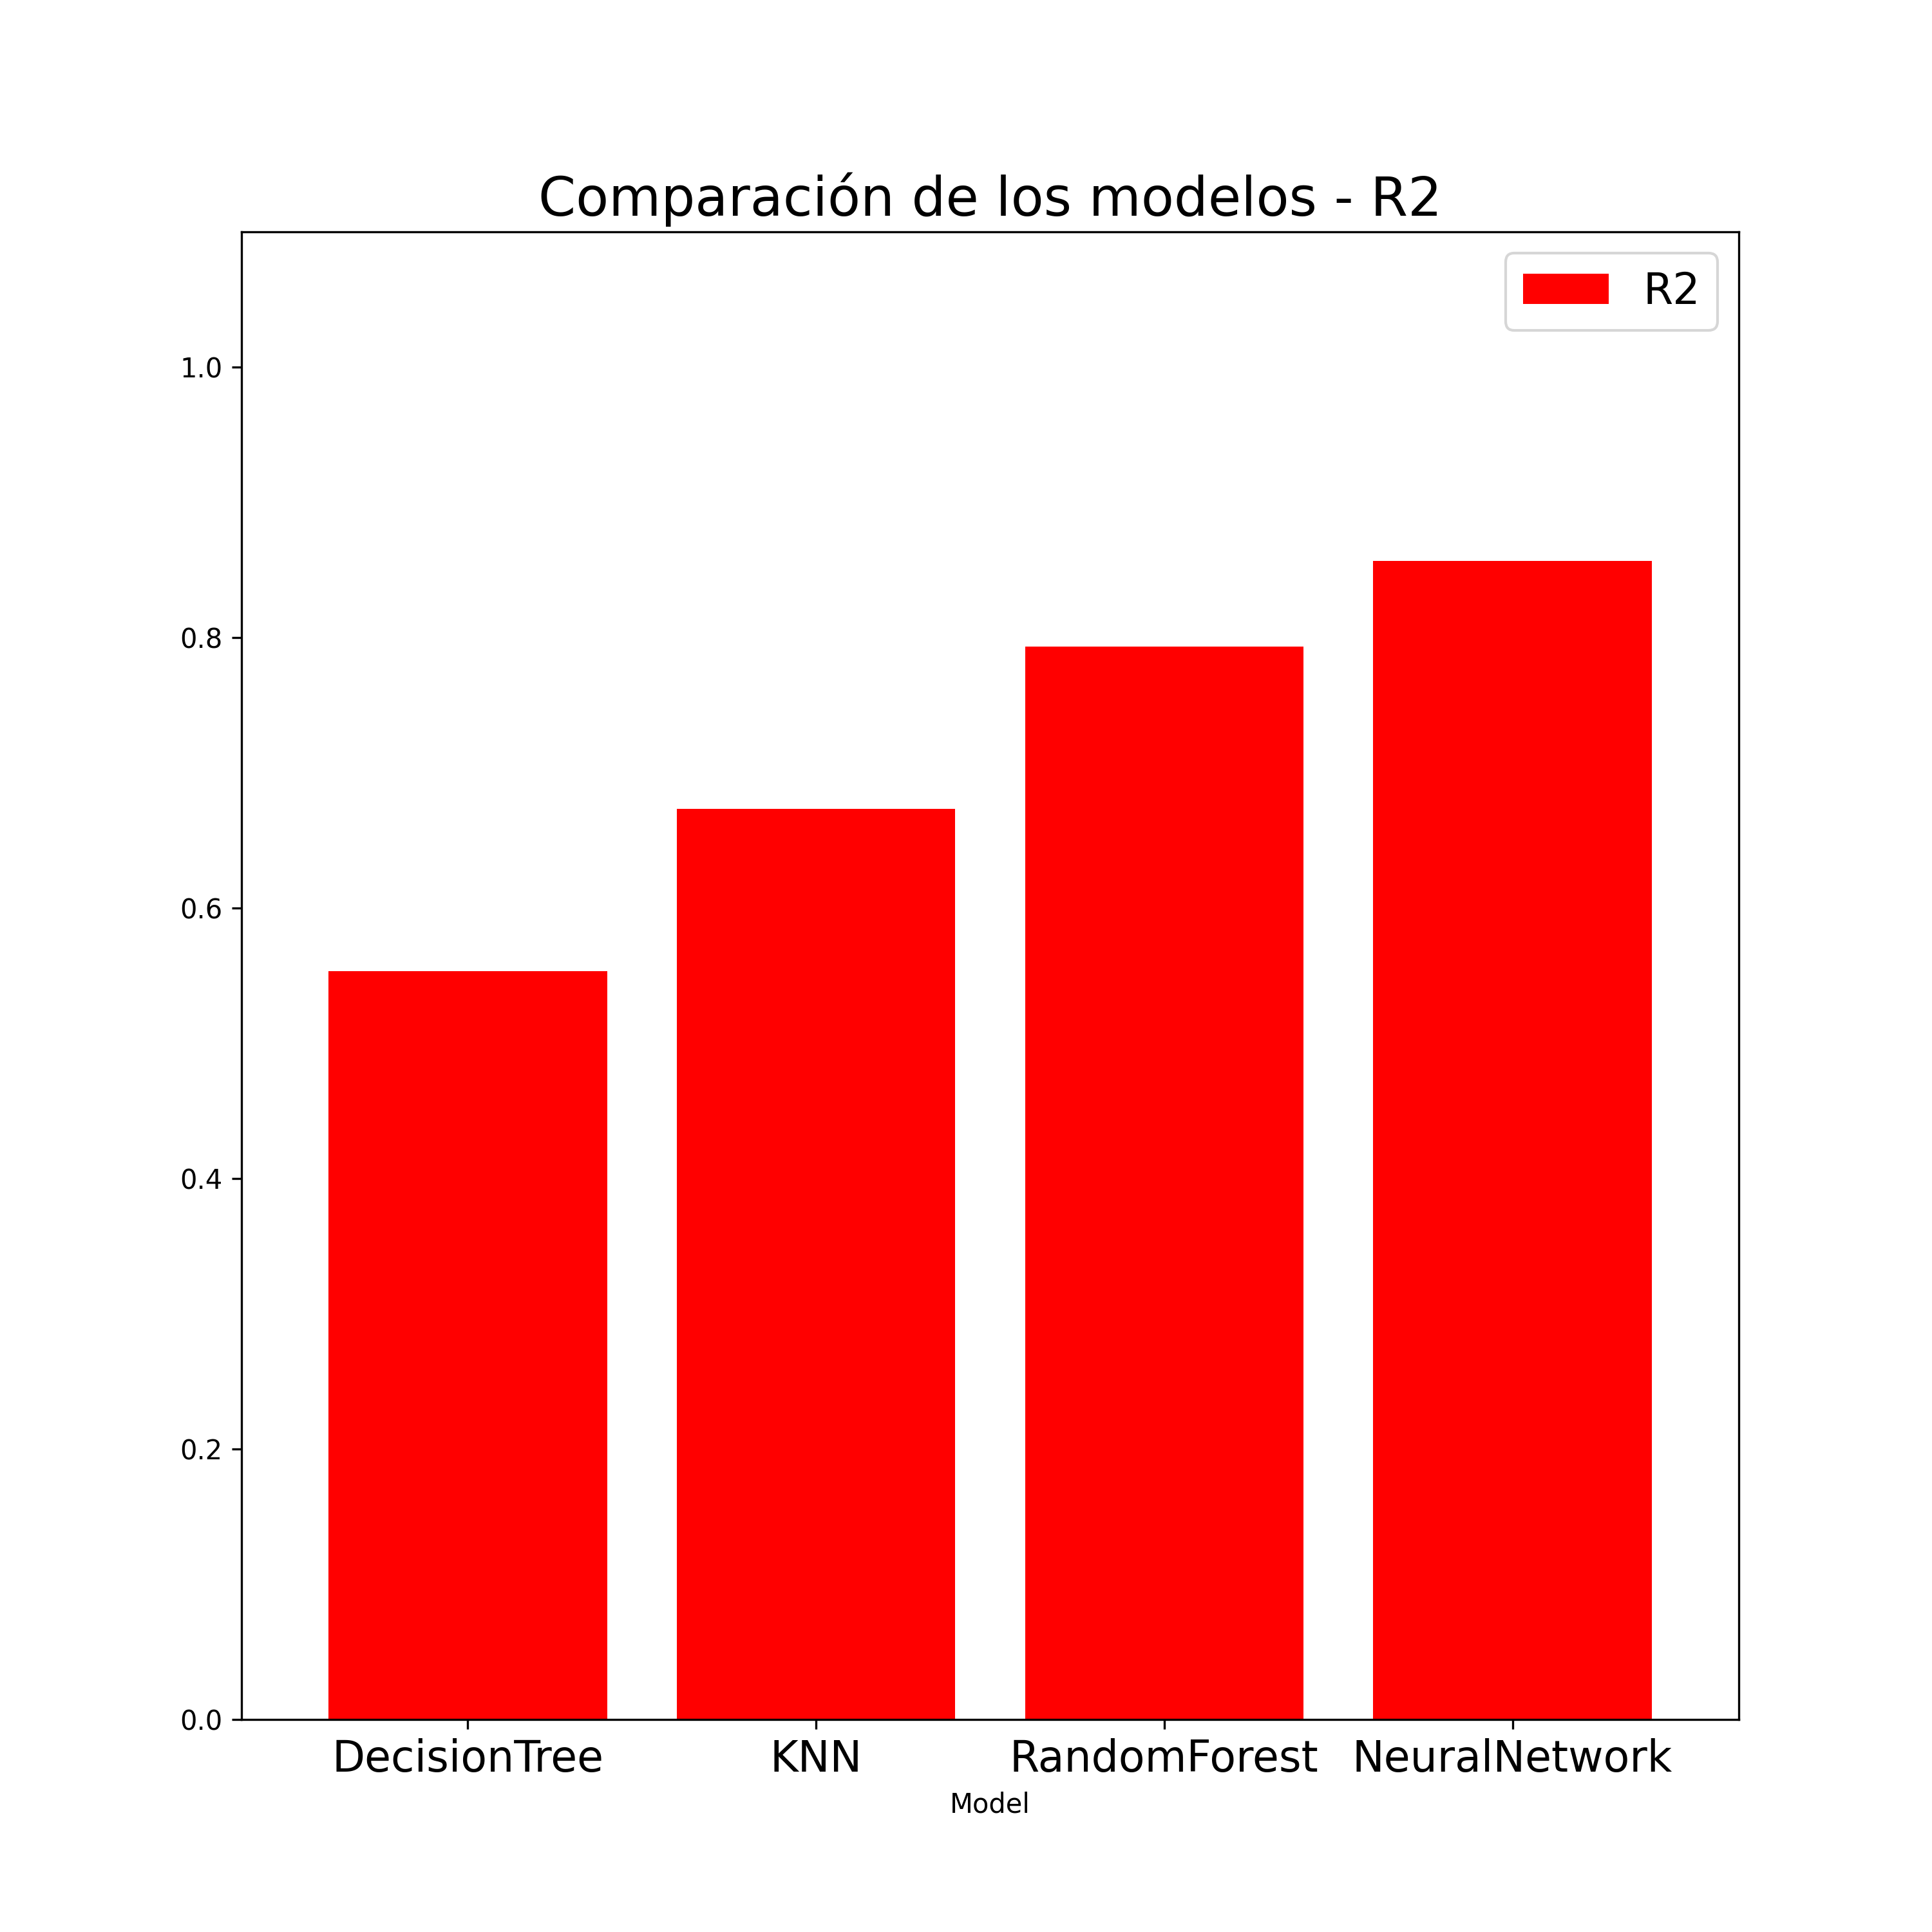 Comparación de los modelos - R2
R2
1.0
0.8
0.6
0.4
0.2
0.0
DecisionTree KNN RandomForest NeuralNetwork
Model